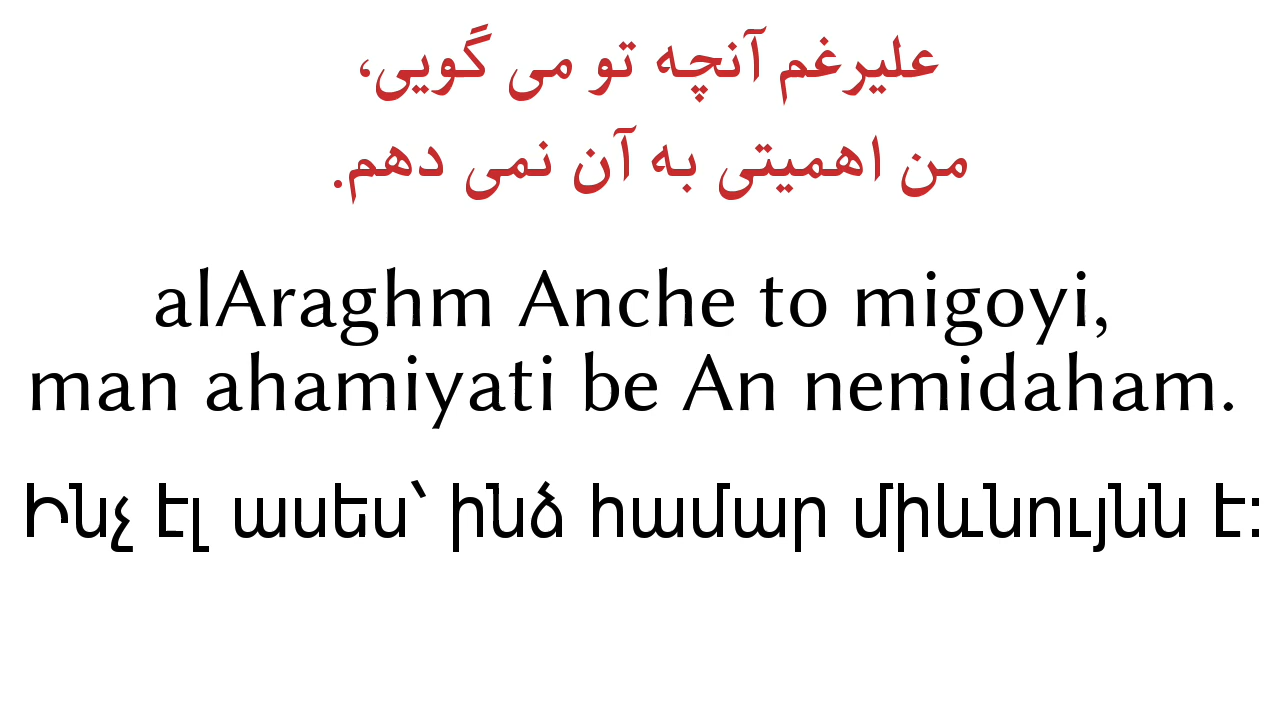 علیرغم آنچه تو می گویی،
من اهمیتی به آن نمی دهم.
alAraghm Anche to migoyi,
man ahamiyati be An nemidaham.
Ինչ էլ ասես՝ ինձ համար միևնույնն է: